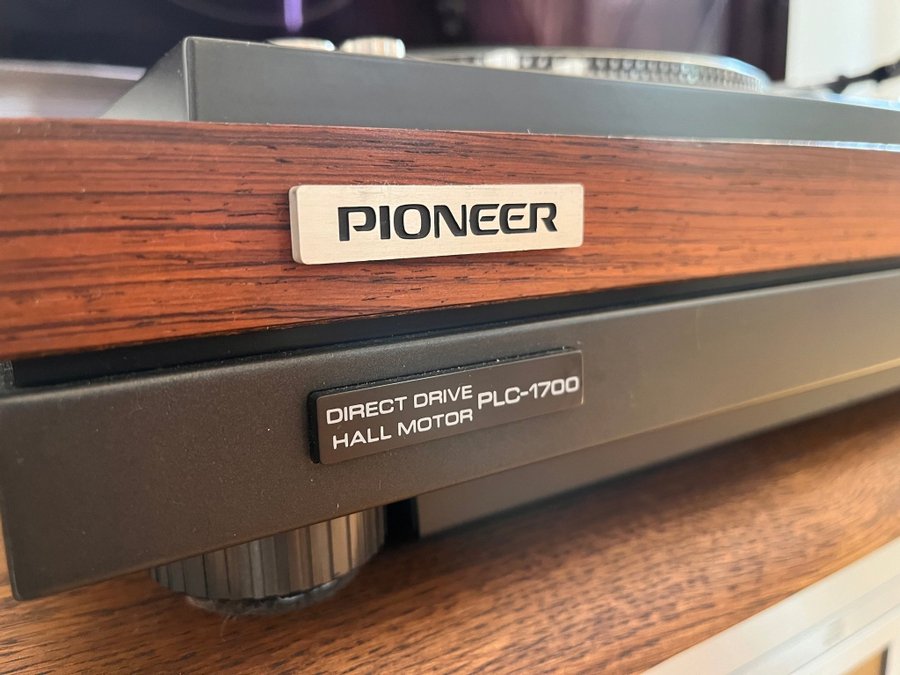 PIONEER
DIRECT DRIVE
HALL MOTOR
PLC-1700